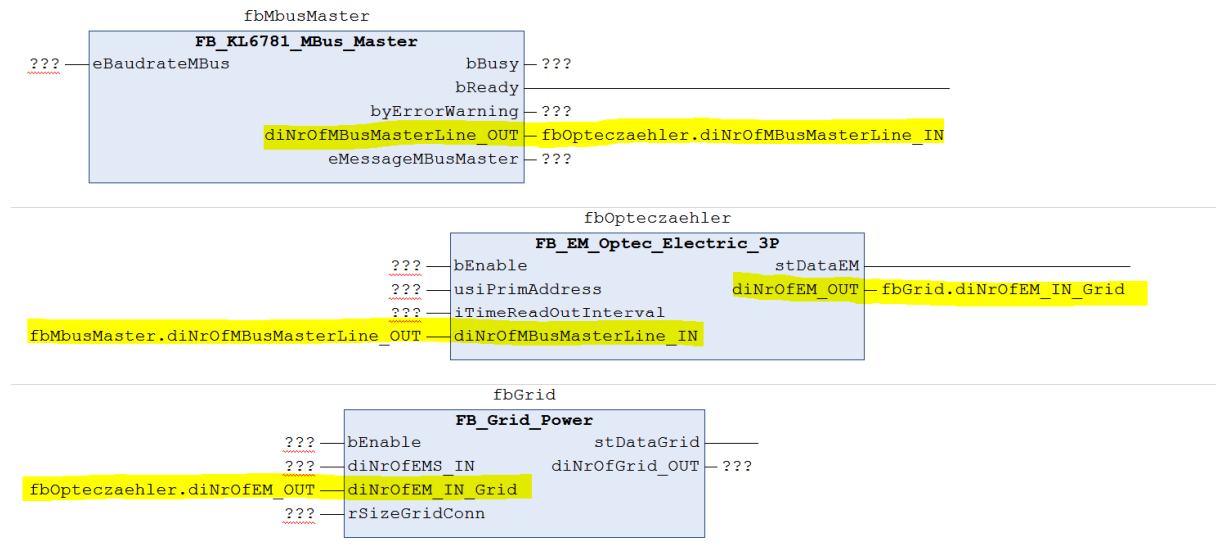 fbMbusMaster
FB_KL6781_MBus_Master
??? eBaudrateMBus bBusy ???
bReady
byErrorWarning ???
diNrOfMBusMasterLine_OUT fbOpteczaehler.diNrOfMBusMasterLine_IN
eMessageMBusMaster ???
fbOpteczaehler
FB_EM_Optec_Electric_3P
??? bEnable stDataEM
??? usiPrimAddress diNrOfEM_OUT fbGrid.diNrOfEM_IN_Grid
??? iTimeReadOutInterval
fbMbusMaster.diNrOfMBusMasterLine_OUT diNrOfMBusMasterLine_IN
fbGrid
FB_Grid_Power
??? bEnable stDataGrid
??? diNrOfEMS_IN diNrOfGrid_OUT ???
fbOpteczaehler.diNrOfEM_OUT diNrOfEM_IN_Grid
??? rSizeGridConn